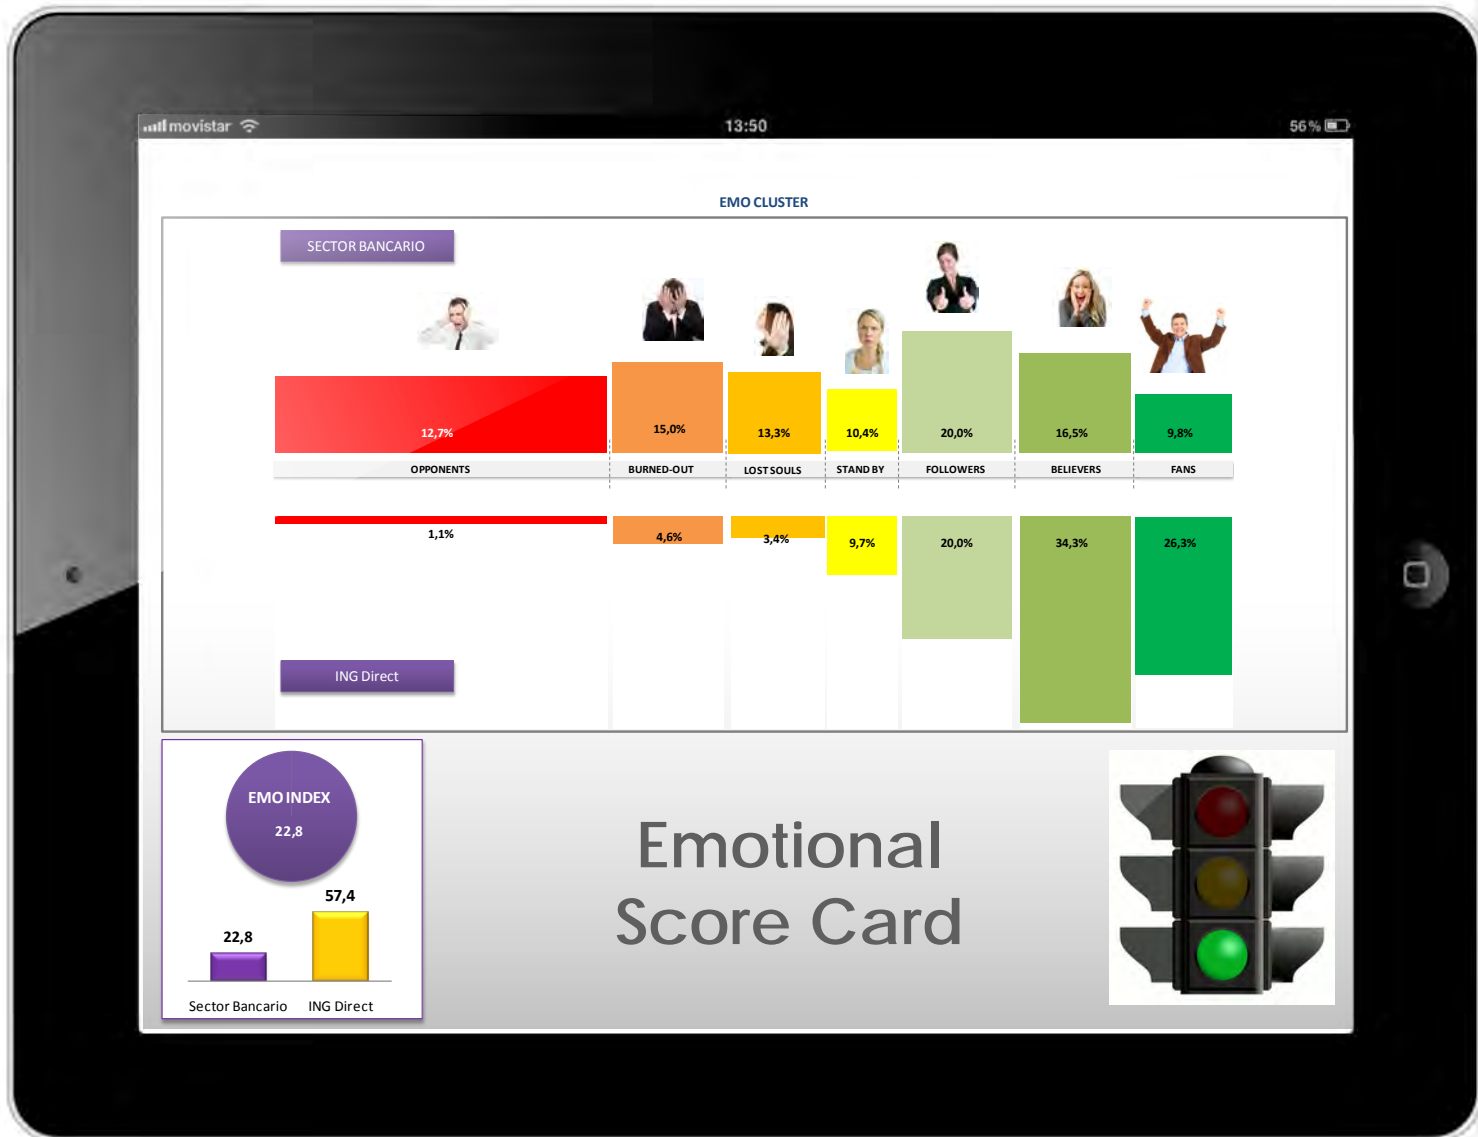 movistar
13:50
56 %
EMO CLUSTER
SECTOR BANCARIO
12,7%
15,0%
13,3%
10,4%
20,0%
16,5%
9,8%
OPPONENTS
BURNED-OUT
LOST SOULS
STAND BY
FOLLOWERS
BELIEVERS
FANS
1,1%
4,6%
3,4%
9,7%
20,0%
34,3%
26,3%
ING Direct
EMO INDEX
22,8
57,4
22,8
Sector Bancario
ING Direct
Emotional
Score Card